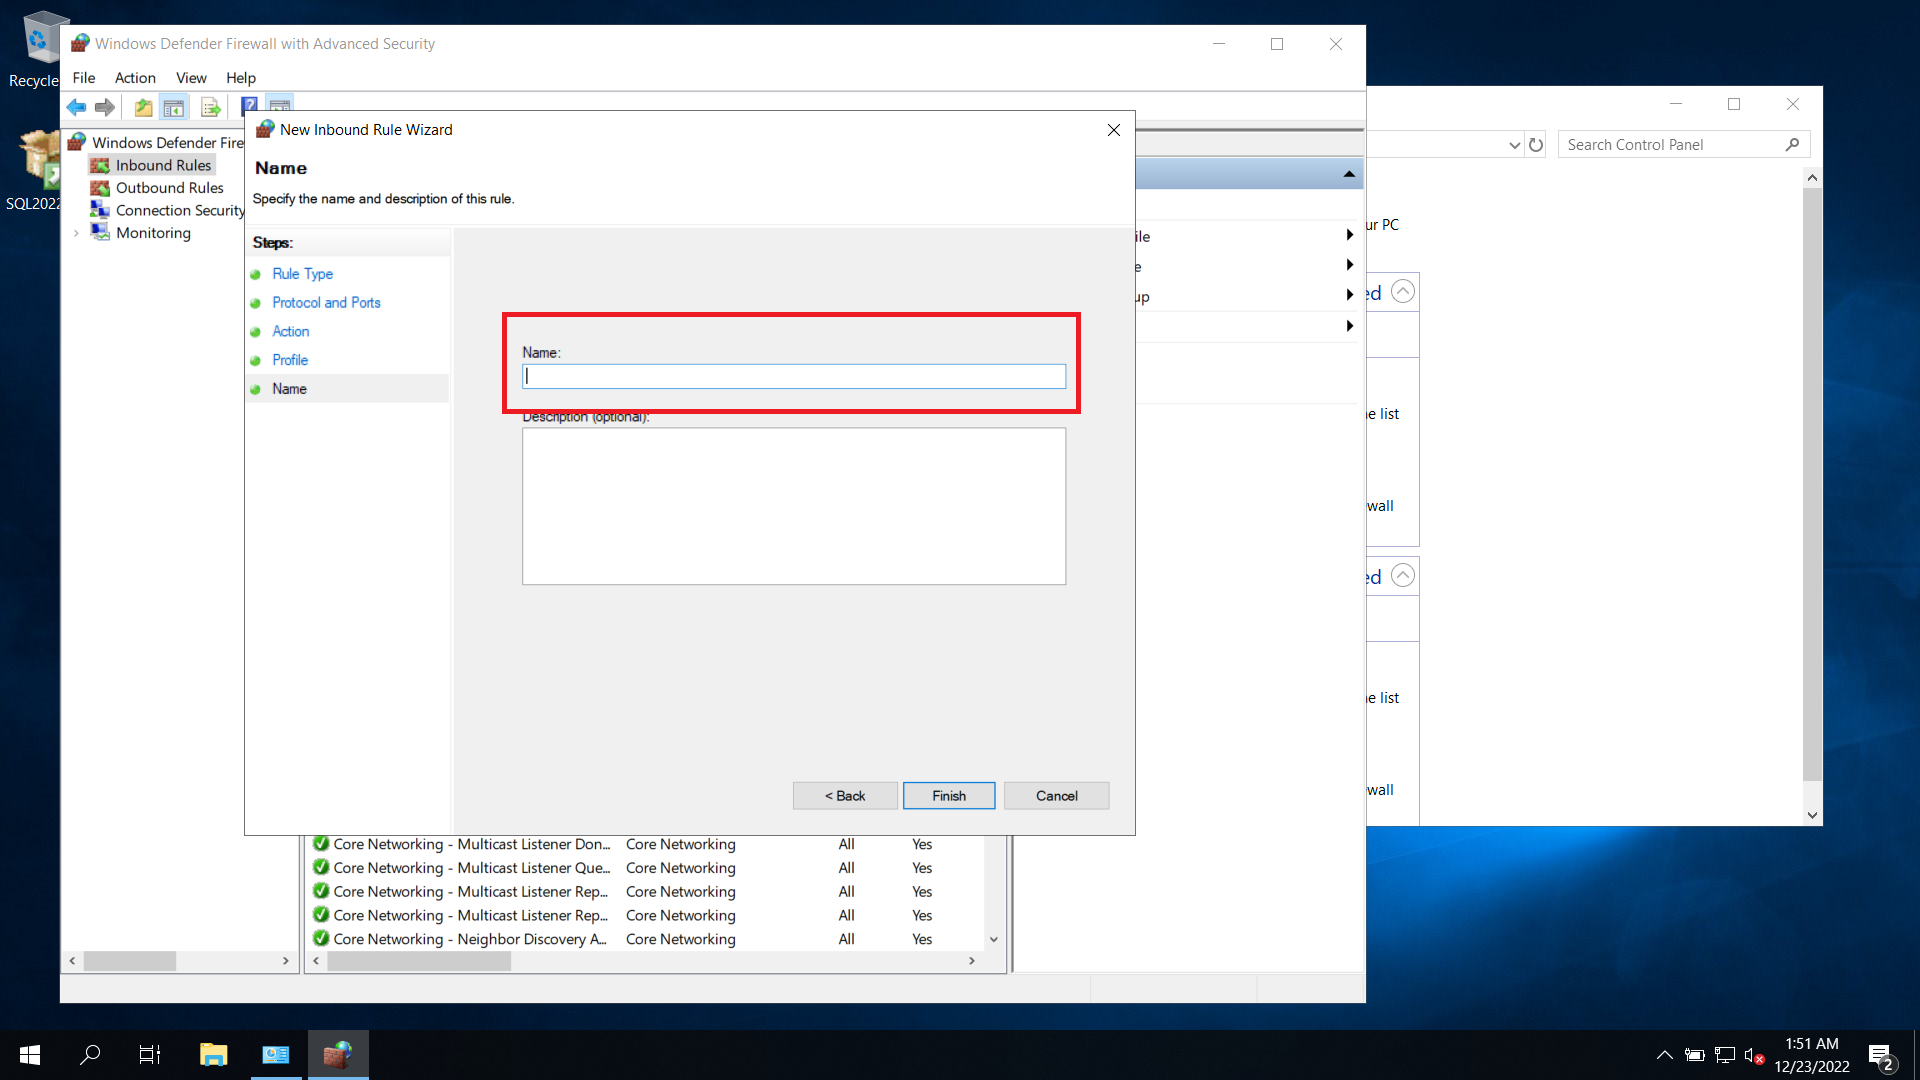 Recycle
SQL2022
Windows Defender Firewall with Advanced Security
File Action View Help
Windows Defender Fire
Inbound Rules
Outbound Rules
Connection Security
Monitoring
New Inbound Rule Wizard
Name
Specify the name and description of this rule.
Steps:
Rule Type
Protocol and Ports
Action
Profile
Name
Name:
Description (optional):
< Back Finish Cancel
ile
e
up
Search Control Panel
ur PC
ed
e list
wall
ed
e list
wall
Core Networking - Multicast Listener Don... Core Networking All Yes
Core Networking - Multicast Listener Que... Core Networking All Yes
Core Networking - Multicast Listener Rep... Core Networking All Yes
Core Networking - Multicast Listener Rep... Core Networking All Yes
Core Networking - Neighbor Discovery A... Core Networking All Yes
1:51 AM
12/23/2022
2